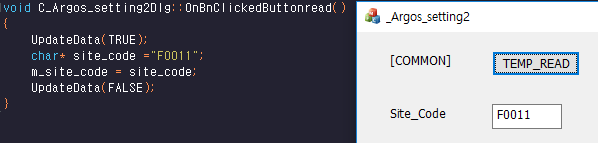 void C_Argos_setting2Dlg::OnBnClickedButtonread()
{
UpdateData(TRUE);
char* site_code ="F0011";
m_site_code = site_code;
UpdateData(FALSE);
}
_Argos_setting2
[COMMON]
TEMP_READ
Site_Code
F0011